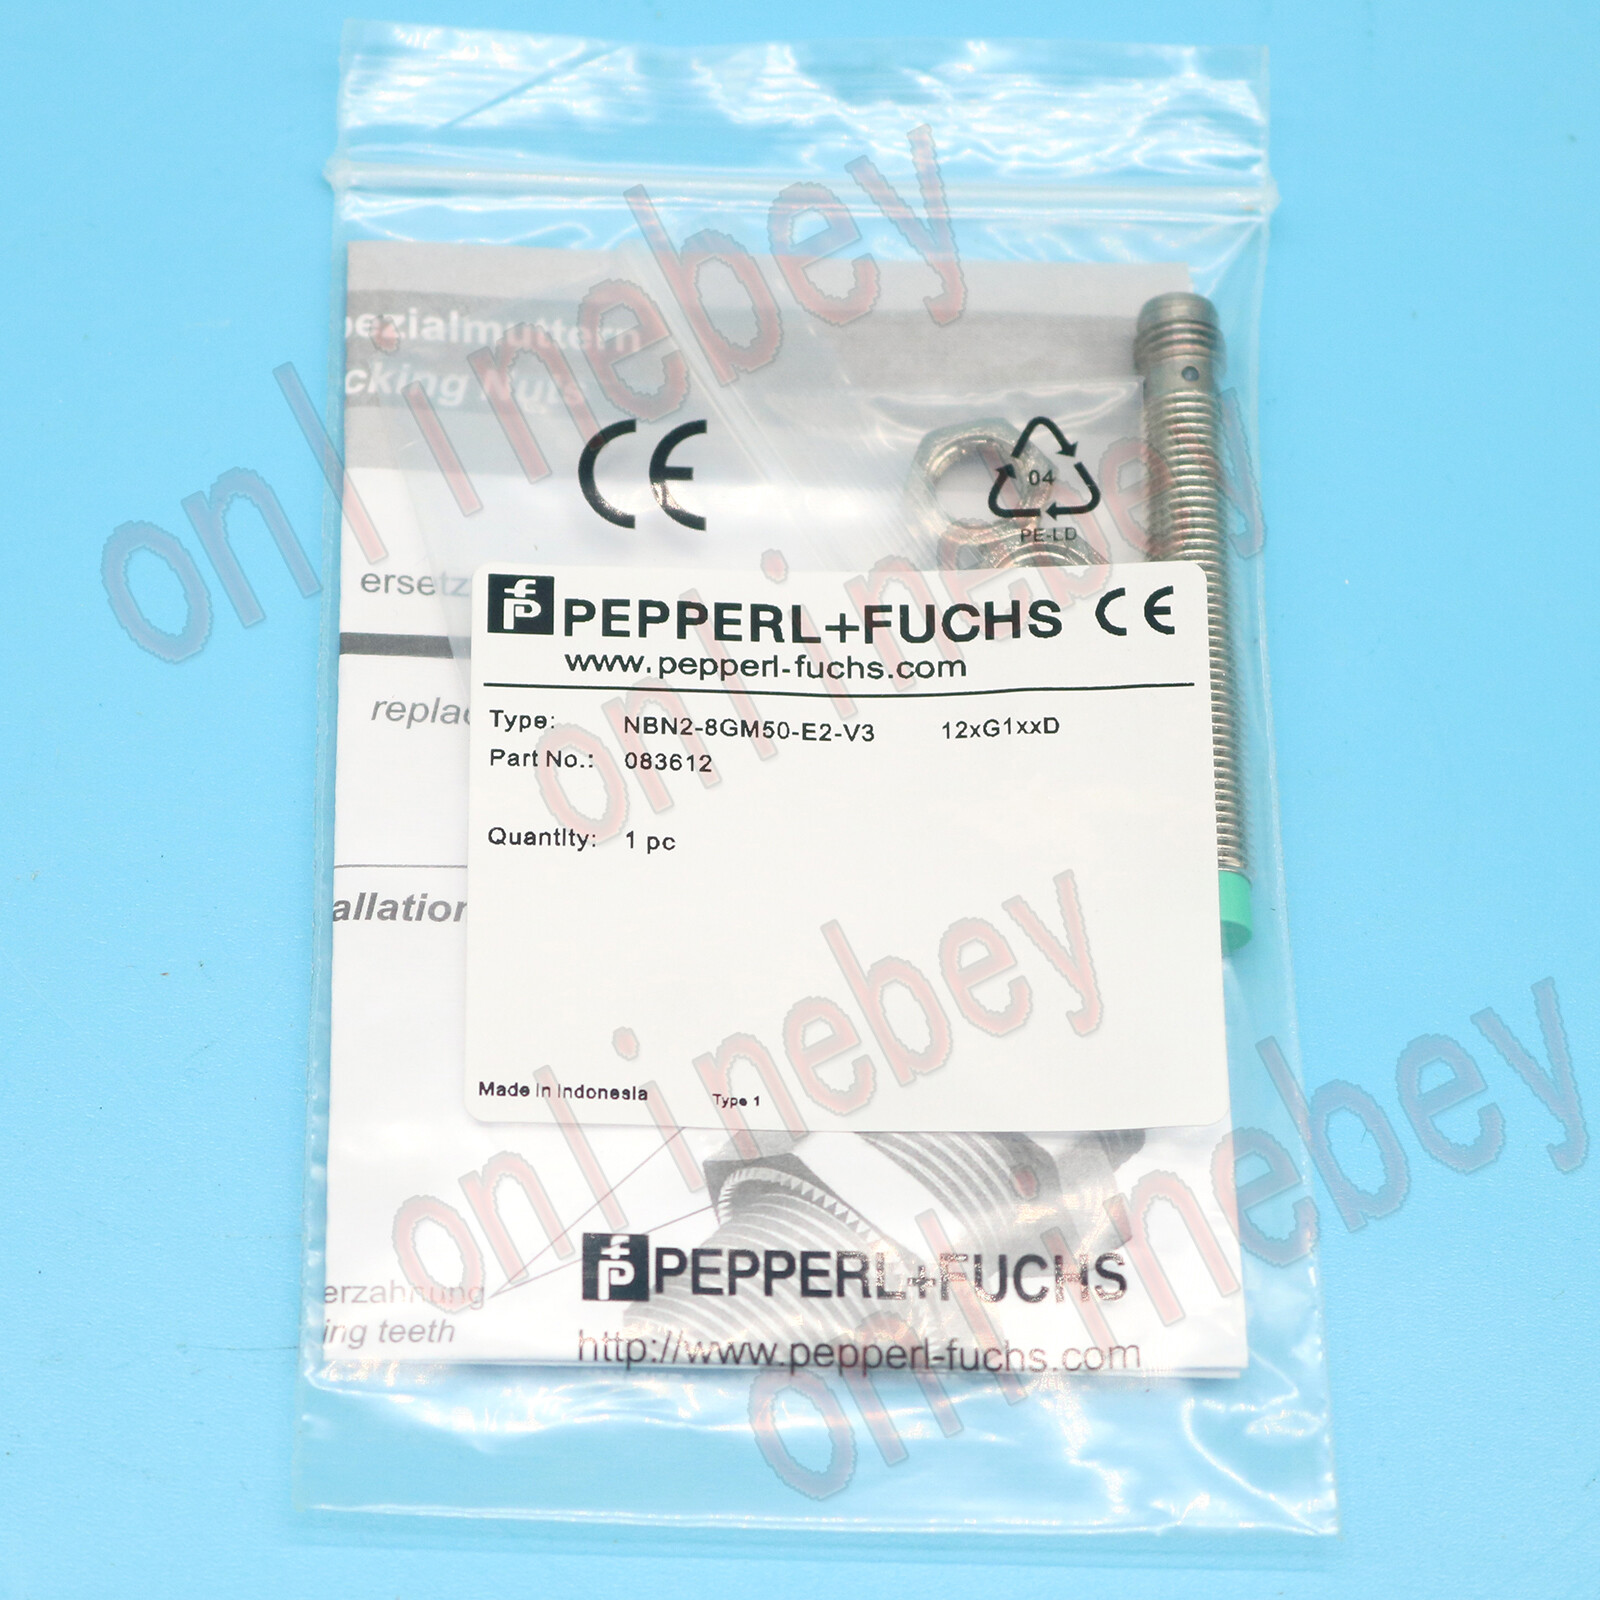 pezialmuttern
cking Nuts
CE
04
PE-LD
ersetz
PEPPERL+FUCHS CE
www.pepperl-fuchs.com
replac
Type: NBN2-8GM50-E2-V3 12xG1xxD
Part No.: 083612
Quantity: 1 pc
allation
Made in Indonesia Type 1
PEPPERL+FUCHS
erzahnung
ing teeth
http://www.pepperl-fuchs.com
onlinebey
onlinebey
onlinebey
onlinebey